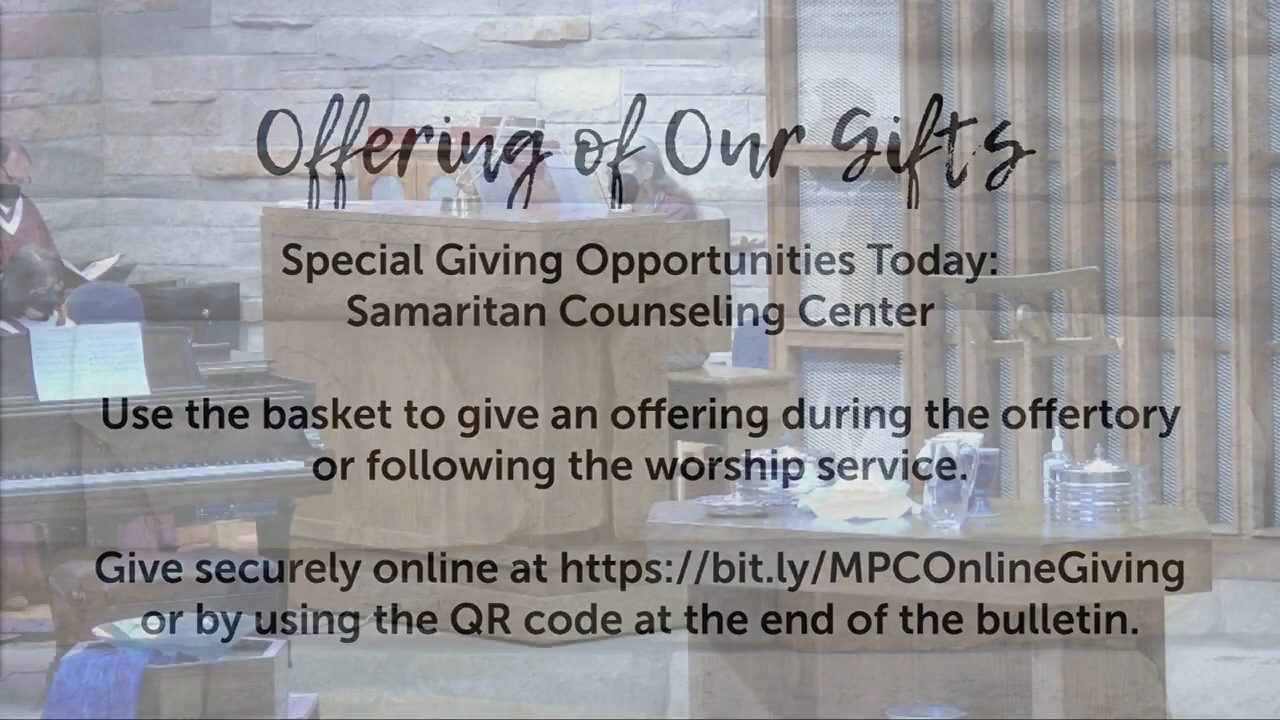 Offering of Our Gifts
Special Giving Opportunities Today:
Samaritan Counseling Center
Use the basket to give an offering during the offertory
or following the worship service.
Give securely online at https://bit.ly/MPCOnlineGiving
or by using the QR code at the end of the bulletin.